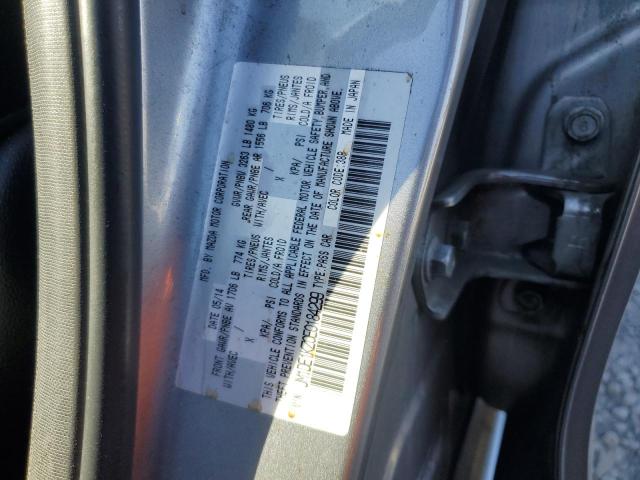 MFD. BY MAZDA MOTOR CORPORATION
DATE 05/14 GVWR/PNBV 3263 LB 1480 KG
FRONT GAWR/PNBE AV 1706 LB 774 KG REAR GAWR/PNBE AR 1556 LB 706 KG
WITH/AVEC TIRES/PNEUS WITH/AVEC TIRES/PNEUS
X RIMS/JANTES X RIMS/JANTES
KPA/ PSI COLD/A FROID KPA/ PSI COLD/A FROID
THIS VEHICLE CONFORMS TO ALL APPLICABLE FEDERAL MOTOR VEHICLE SAFETY, BUMPER, AND
THEFT PREVENTION STANDARDS IN EFFECT ON THE DATE OF MANUFACTURE SHOWN ABOVE.
TYPE:PASS CAR COLOR CODE:38P MADE IN JAPAN